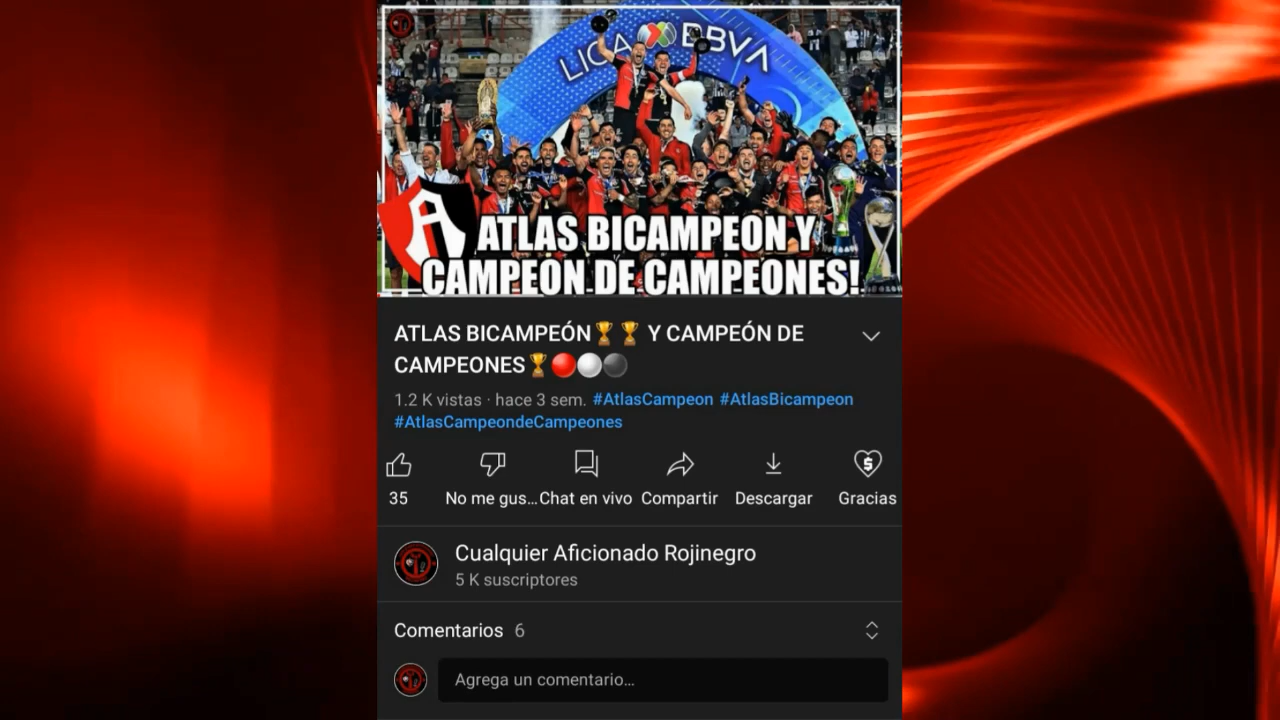 LIGA BBVA
ATLAS BICAMPEON Y
CAMPEON DE CAMPEONES!
ATLAS BICAMPEÓN🏆🏆 Y CAMPEÓN DE
CAMPEONES🏆🔴⚪⚫
1.2 K vistas · hace 3 sem. #AtlasCampeon #AtlasBicampeon
#AtlasCampeondeCampeones
35 No me gus... Chat en vivo Compartir Descargar Gracias
Cualquier Aficionado Rojinegro
5 K suscriptores
Comentarios 6
Agrega un comentario...